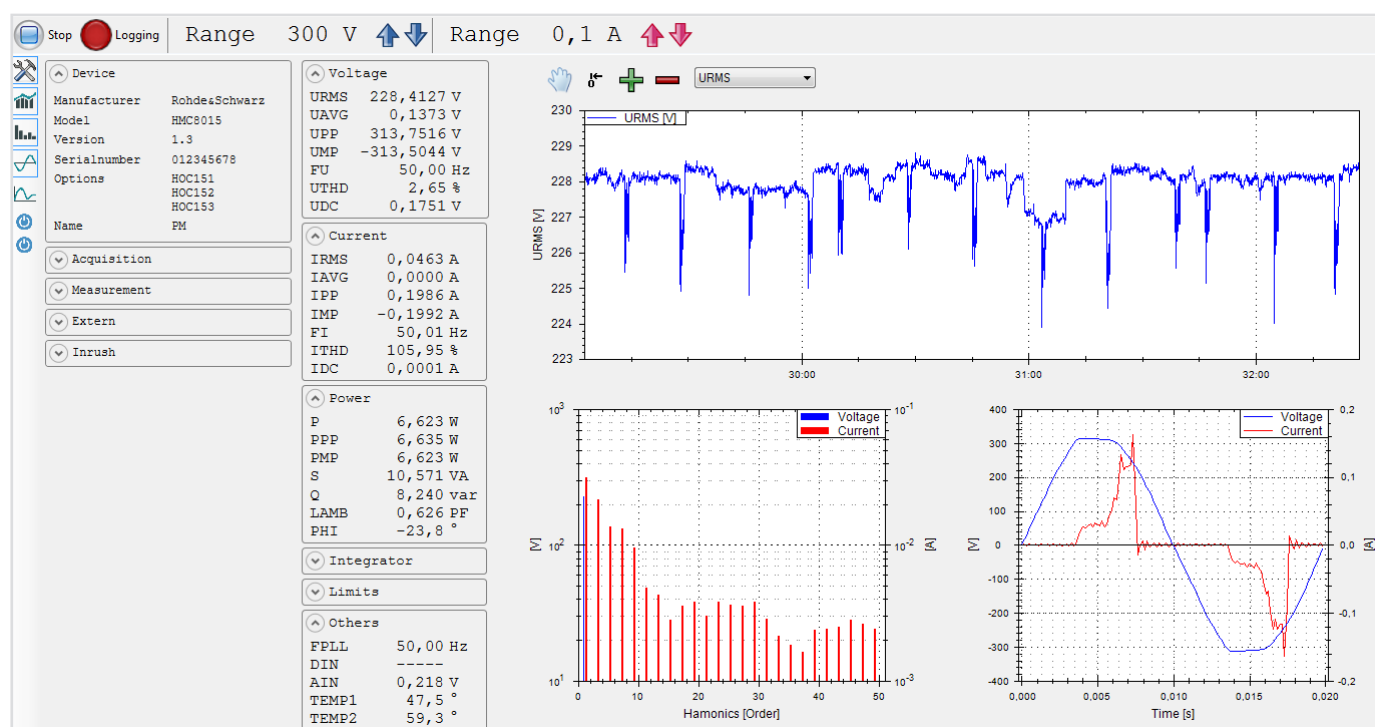 Stop Logging Range 300 V Range 0,1 A
Device
Manufacturer Rohde&Schwarz
Model HMC8015
Version 1.3
Serialnumber 012345678
Options HOC151
HOC152
HOC153
Name PM
Acquisition
Measurement
Extern
Inrush
Voltage
URMS 228,4127 V
UAVG 0,1373 V
UPP 313,7516 V
UMP -313,5044 V
FU 50,00 Hz
UTHD 2,65 %
UDC 0,1751 V
Current
IRMS 0,0463 A
IAVG 0,0000 A
IPP 0,1986 A
IMP -0,1992 A
FI 50,01 Hz
ITHD 105,95 %
IDC 0,0001 A
Power
P 6,623 W
PPP 6,635 W
PMP 6,623 W
S 10,571 VA
Q 8,240 var
LAMB 0,626 PF
PHI -23,8 °
Integrator
Limits
Others
FPLL 50,00 Hz
DIN -----
AIN 0,218 V
TEMP1 47,5 °
TEMP2 59,3 °
0 URMS
URMS [V]
230
229
228
227
226
225
224
223
URMS [V]
30:00 31:00 32:00
Voltage
Current
10³ 10⁻¹
[V] 10² 10⁻² [A]
10¹ 10⁻³
0 10 20 30 40 50
Hamonics [Order]
Voltage
Current
400 0,2
300
200 0,1
100
[V] 0 0,0 [A]
-100
-200 -0,1
-300
-400 -0,2
0,000 0,005 0,010 0,015 0,020
Time [s]